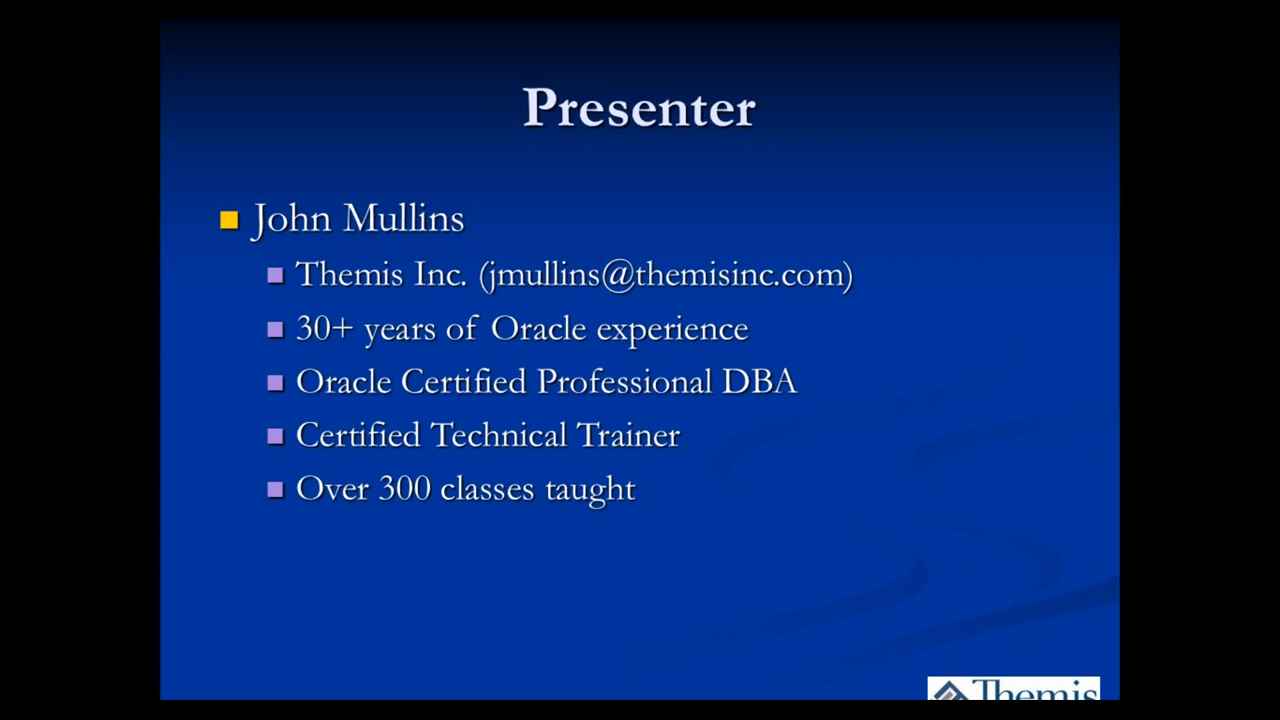 Presenter
John Mullins
Themis Inc. (jmullins@themisinc.com)
30+ years of Oracle experience
Oracle Certified Professional DBA
Certified Technical Trainer
Over 300 classes taught
Themis